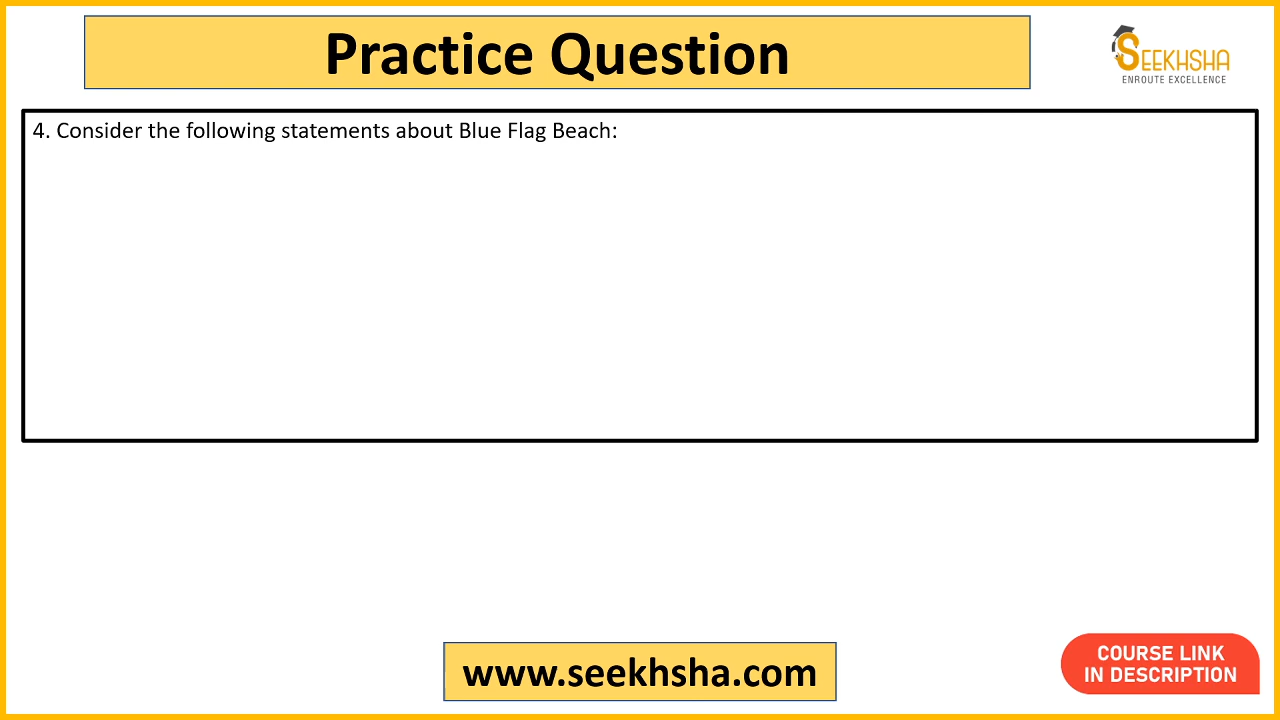 Practice Question
SEEKHSHA
ENROUTE EXCELLENCE
4. Consider the following statements about Blue Flag Beach:
www.seekhsha.com
COURSE LINK
IN DESCRIPTION